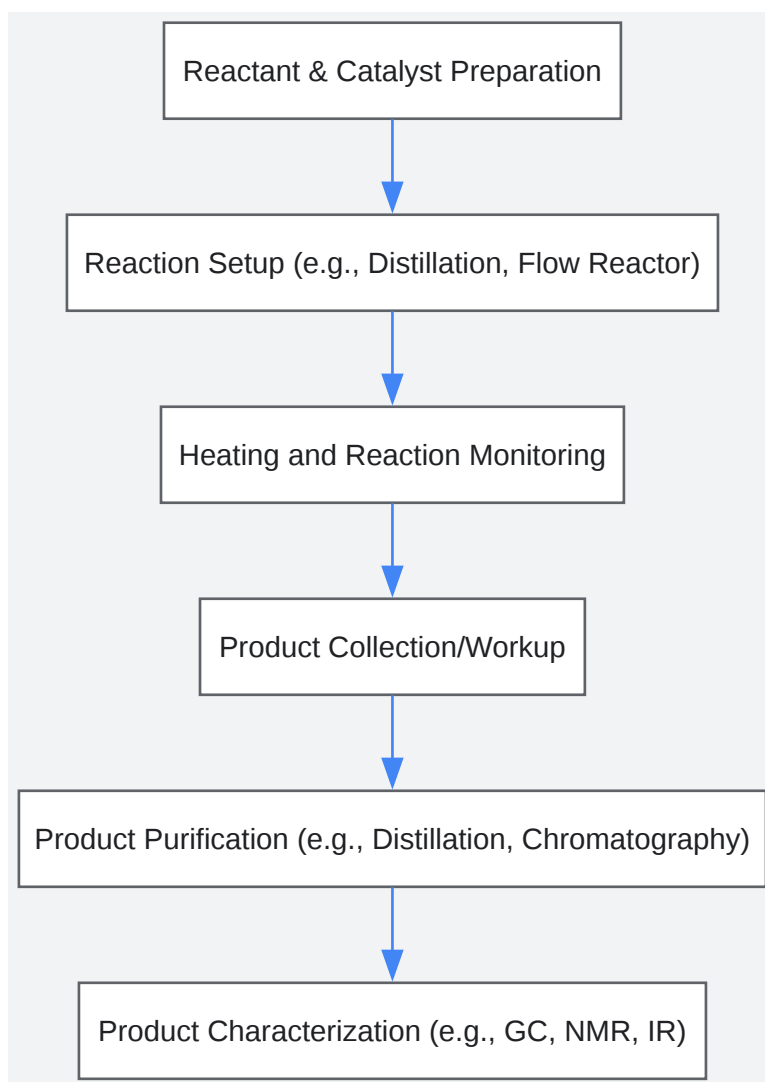 Reactant & Catalyst Preparation
Reaction Setup (e.g., Distillation, Flow Reactor)
Heating and Reaction Monitoring
Product Collection/Workup
Product Purification (e.g., Distillation, Chromatography)
Product Characterization (e.g., GC, NMR, IR)